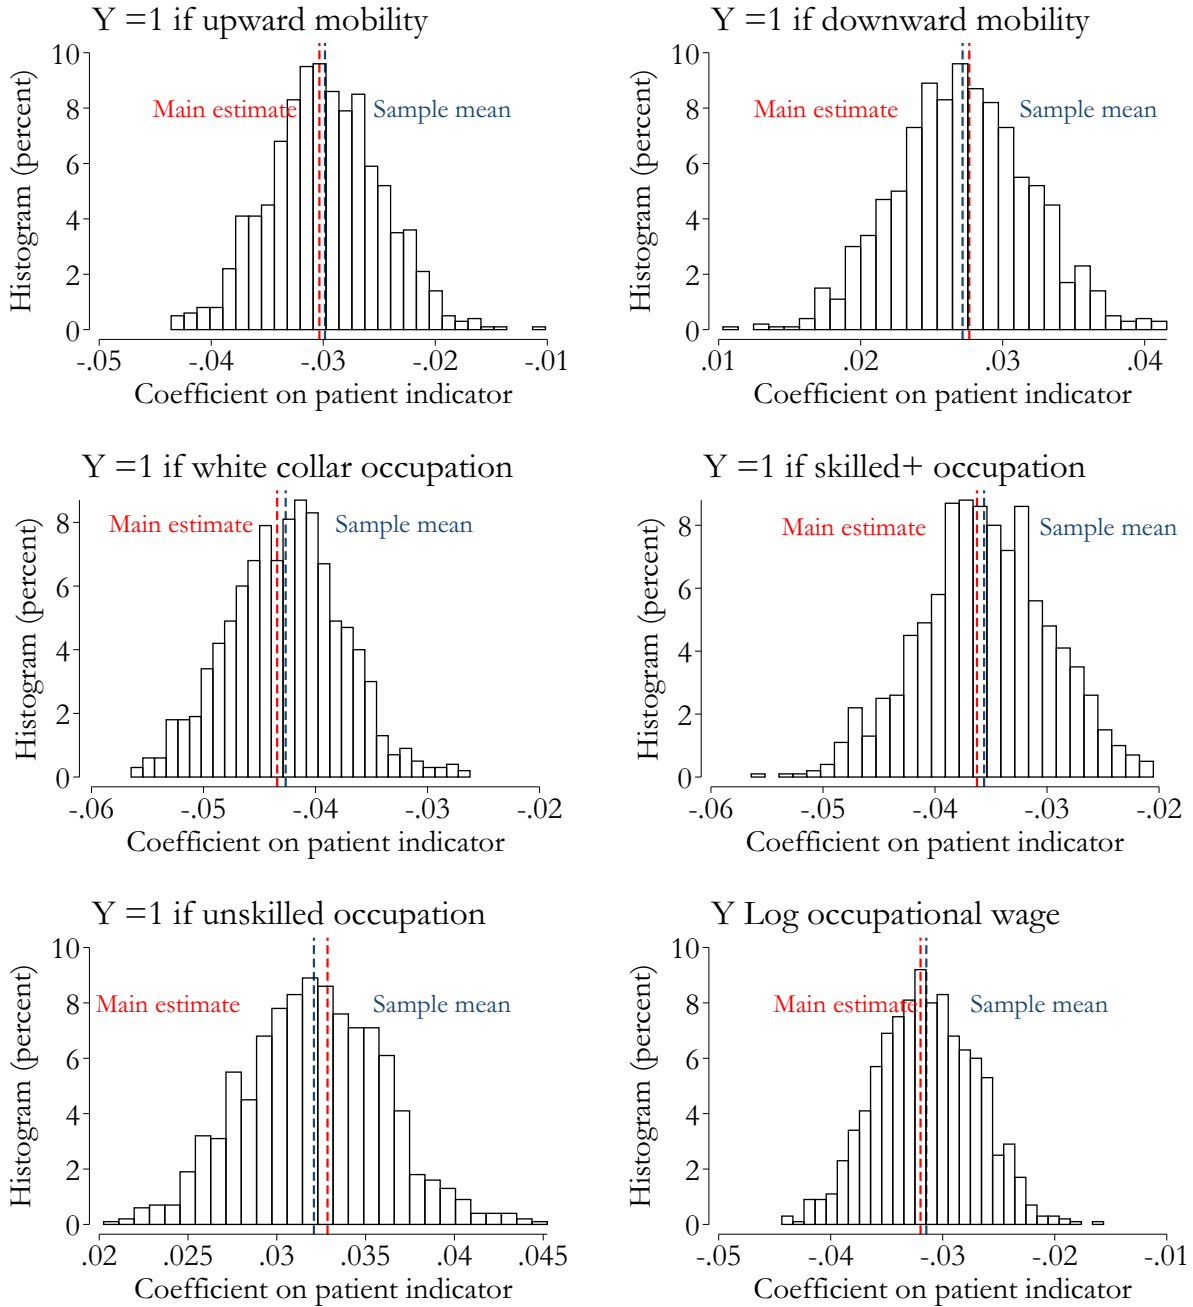 Y =1 if upward mobility
Histogram (percent)
10
8
6
4
2
0
Main estimate
Sample mean
-.05 -.04 -.03 -.02 -.01
Coefficient on patient indicator
Y =1 if downward mobility
Histogram (percent)
10
8
6
4
2
0
Main estimate
Sample mean
.01 .02 .03 .04
Coefficient on patient indicator
Y =1 if white collar occupation
Histogram (percent)
8
6
4
2
0
Main estimate
Sample mean
-.06 -.05 -.04 -.03 -.02
Coefficient on patient indicator
Y =1 if skilled+ occupation
Histogram (percent)
8
6
4
2
0
Main estimate
Sample mean
-.06 -.05 -.04 -.03 -.02
Coefficient on patient indicator
Y =1 if unskilled occupation
Histogram (percent)
10
8
6
4
2
0
Main estimate
Sample mean
.02 .025 .03 .035 .04 .045
Coefficient on patient indicator
Y Log occupational wage
Histogram (percent)
10
8
6
4
2
0
Main estimate
Sample mean
-.05 -.04 -.03 -.02 -.01
Coefficient on patient indicator